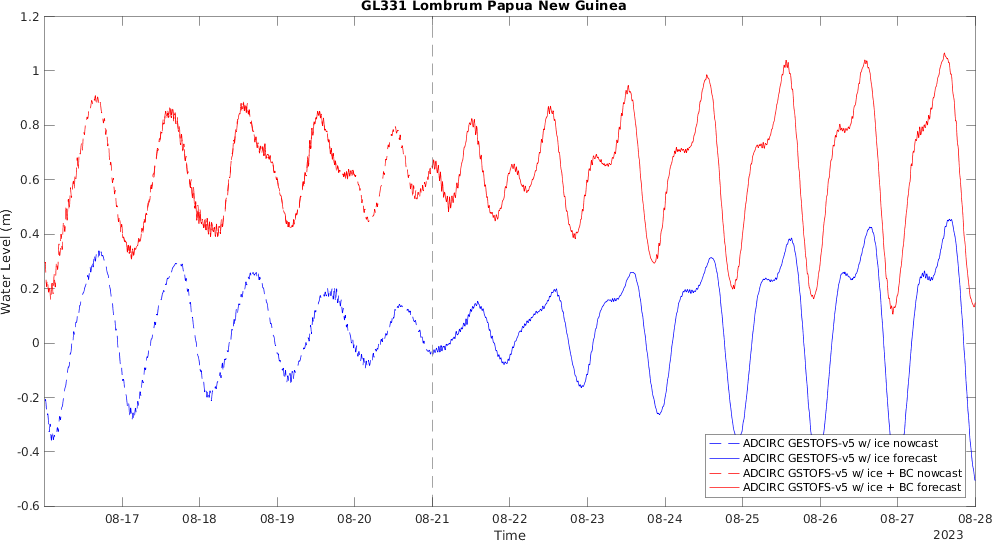 GL331 Lombrum Papua New Guinea
1.2
1
0.8
0.6
0.4
0.2
0
-0.2
-0.4
-0.6
Water Level (m)
ADCIRC GESTOFS-v5 w/ ice nowcast
ADCIRC GESTOFS-v5 w/ ice forecast
ADCIRC GSTOFS-v5 w/ ice + BC nowcast
ADCIRC GSTOFS-v5 w/ ice + BC forecast
08-17 08-18 08-19 08-20 08-21 08-22 08-23 08-24 08-25 08-26 08-27 08-28
Time
2023